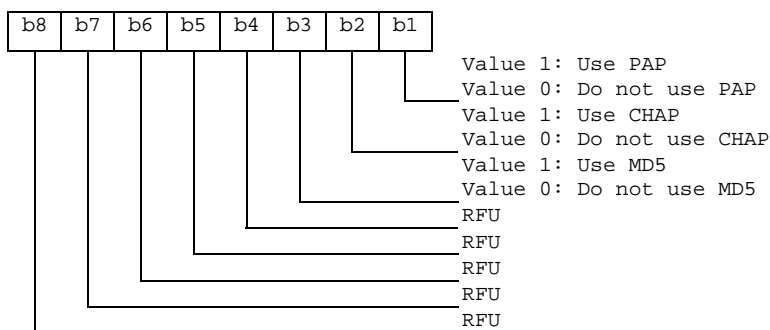 b8 b7 b6 b5 b4 b3 b2 b1
Value 1: Use PAP
Value 0: Do not use PAP
Value 1: Use CHAP
Value 0: Do not use CHAP
Value 1: Use MD5
Value 0: Do not use MD5
RFU
RFU
RFU
RFU
RFU